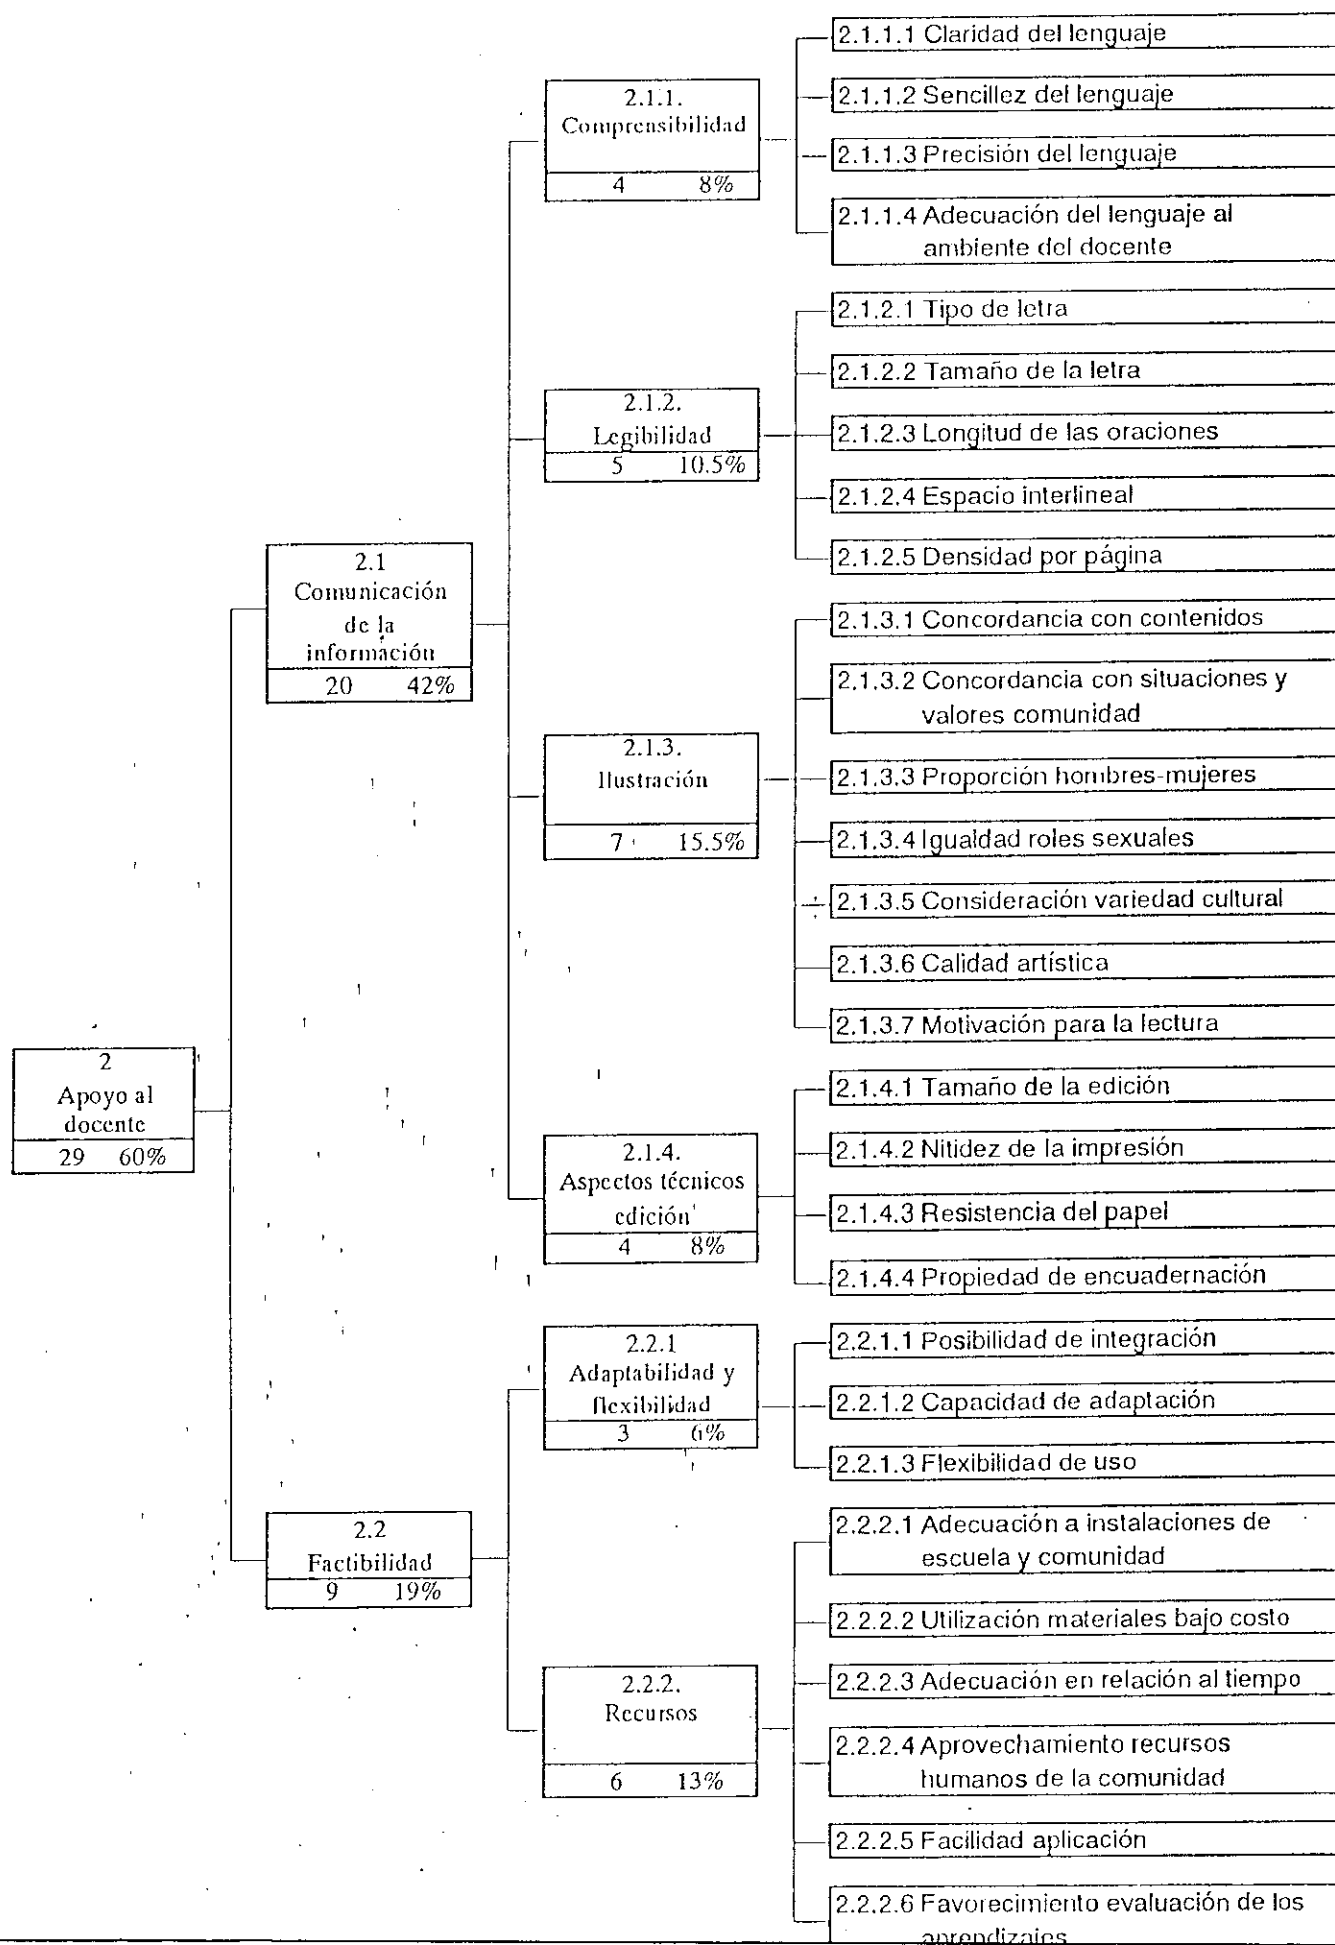 2
Apoyo al
docente
29 60%
2.1
Comunicación
de la
información
20 42%
2.2
Factibilidad
9 19%
2.1.1.
Comprensibilidad
4 8%
2.1.2.
Legibilidad
5 10.5%
2.1.3.
Ilustración
7 15.5%
2.1.4.
Aspectos técnicos
edición
4 8%
2.2.1
Adaptabilidad y
flexibilidad
3 6%
2.2.2.
Recursos
6 13%
2.1.1.1 Claridad del lenguaje
2.1.1.2 Sencillez del lenguaje
2.1.1.3 Precisión del lenguaje
2.1.1.4 Adecuación del lenguaje al
ambiente del docente
2.1.2.1 Tipo de letra
2.1.2.2 Tamaño de la letra
2.1.2.3 Longitud de las oraciones
2.1.2.4 Espacio interlineal
2.1.2.5 Densidad por página
2.1.3.1 Concordancia con contenidos
2.1.3.2 Concordancia con situaciones y
valores comunidad
2.1.3.3 Proporción hombres-mujeres
2.1.3.4 Igualdad roles sexuales
2.1.3.5 Consideración variedad cultural
2.1.3.6 Calidad artística
2.1.3.7 Motivación para la lectura
2.1.4.1 Tamaño de la edición
2.1.4.2 Nitidez de la impresión
2.1.4.3 Resistencia del papel
2.1.4.4 Propiedad de encuadernación
2.2.1.1 Posibilidad de integración
2.2.1.2 Capacidad de adaptación
2.2.1.3 Flexibilidad de uso
2.2.2.1 Adecuación a instalaciones de
escuela y comunidad
2.2.2.2 Utilización materiales bajo costo
2.2.2.3 Adecuación en relación al tiempo
2.2.2.4 Aprovechamiento recursos
humanos de la comunidad
2.2.2.5 Facilidad aplicación
2.2.2.6 Favorecimiento evaluación de los
aprendizajes